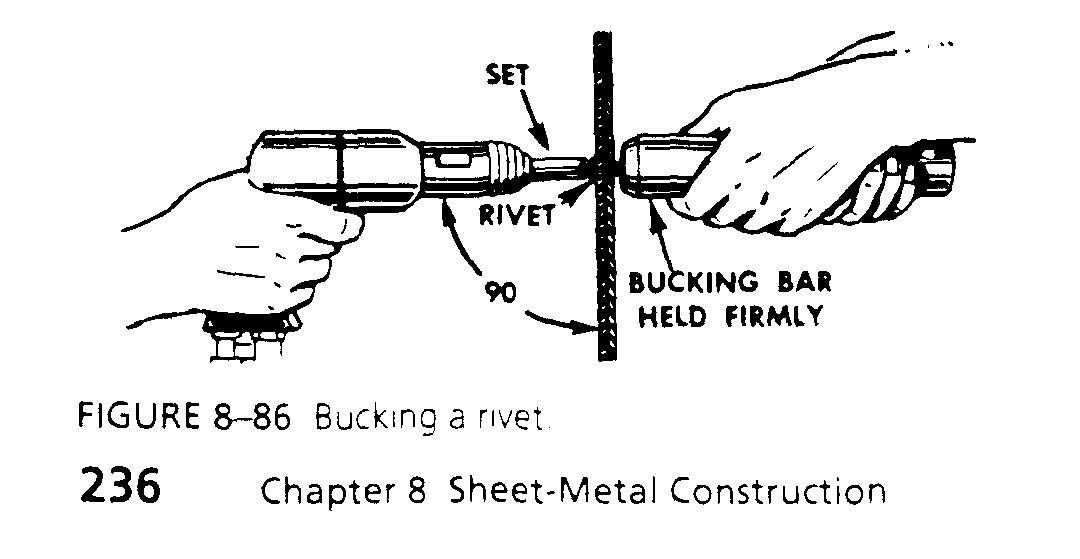 SET
RIVET
90
BUCKING BAR
HELD FIRMLY
FIGURE 8–86 Bucking a rivet.
236 Chapter 8 Sheet-Metal Construction